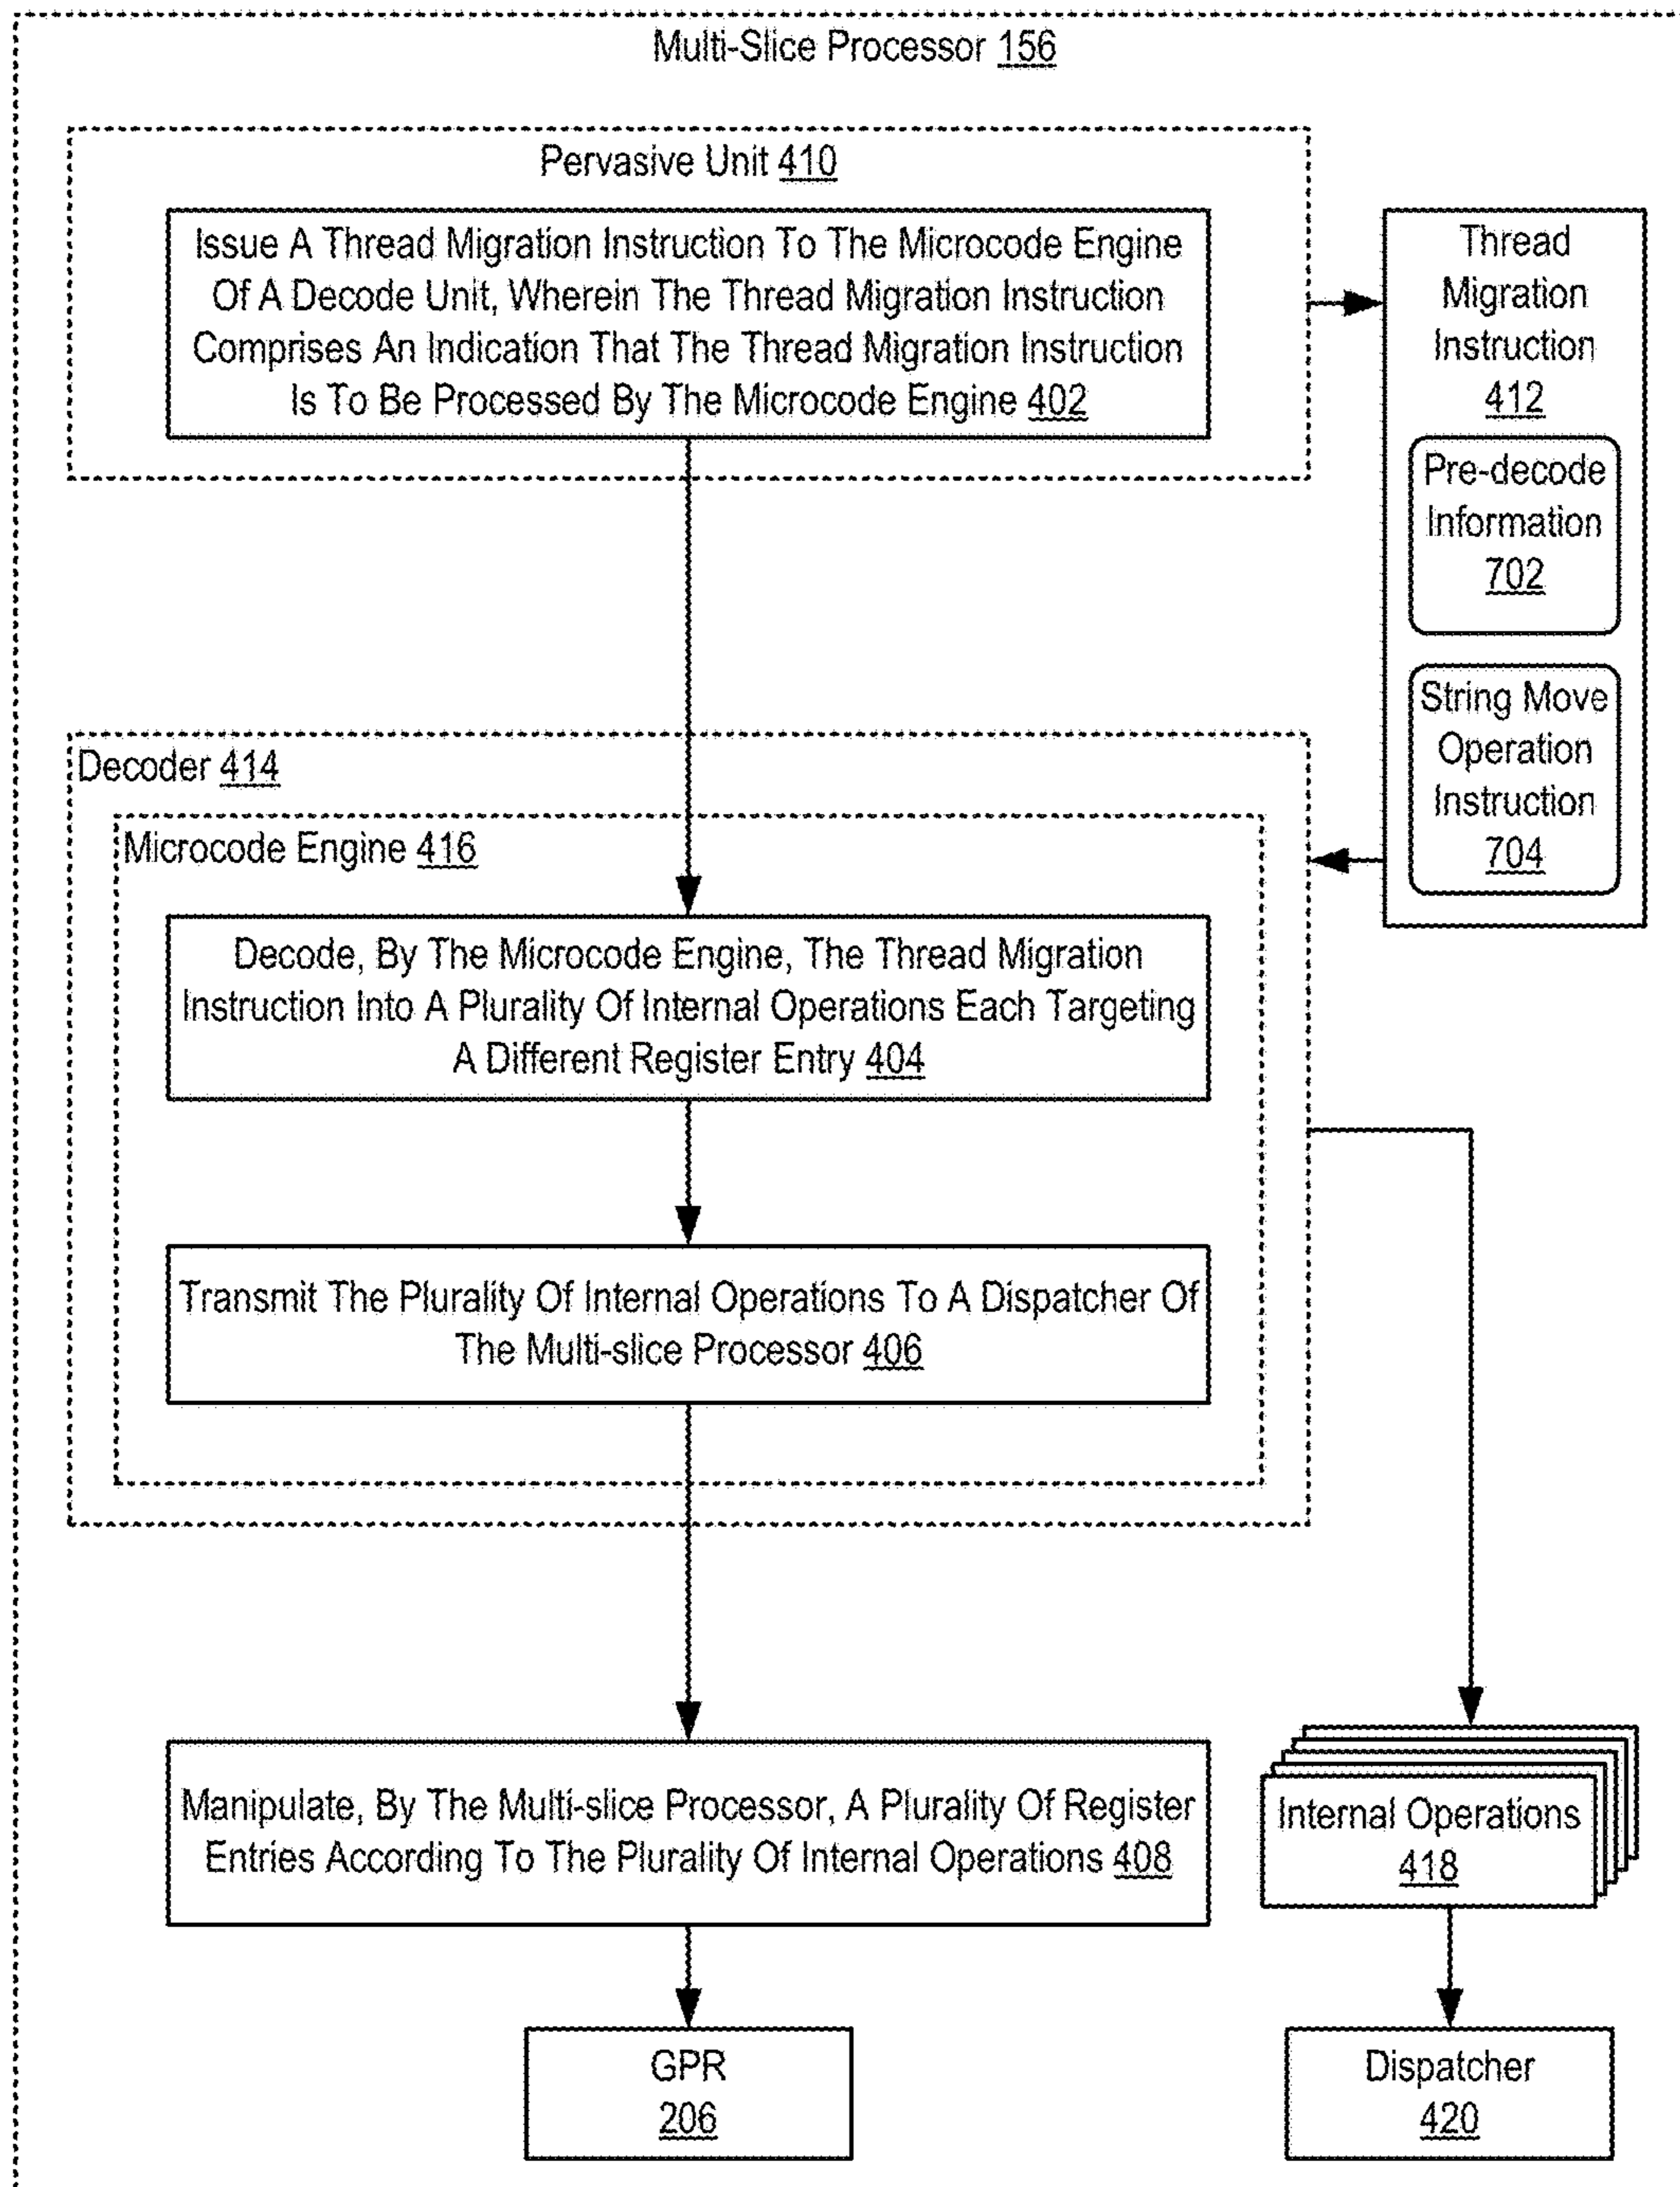 Multi-Slice Processor 156
Pervasive Unit 410
Issue A Thread Migration Instruction To The Microcode Engine
Of A Decode Unit, Wherein The Thread Migration Instruction
Comprises An Indication That The Thread Migration Instruction
Is To Be Processed By The Microcode Engine 402
Thread
Migration
Instruction
412
Pre-decode
Information
702
String Move
Operation
Instruction
704
Decoder 414
Microcode Engine 416
Decode, By The Microcode Engine, The Thread Migration
Instruction Into A Plurality Of Internal Operations Each Targeting
A Different Register Entry 404
Transmit The Plurality Of Internal Operations To A Dispatcher Of
The Multi-slice Processor 406
Manipulate, By The Multi-slice Processor, A Plurality Of Register
Entries According To The Plurality Of Internal Operations 408
Internal Operations
418
GPR
206
Dispatcher
420